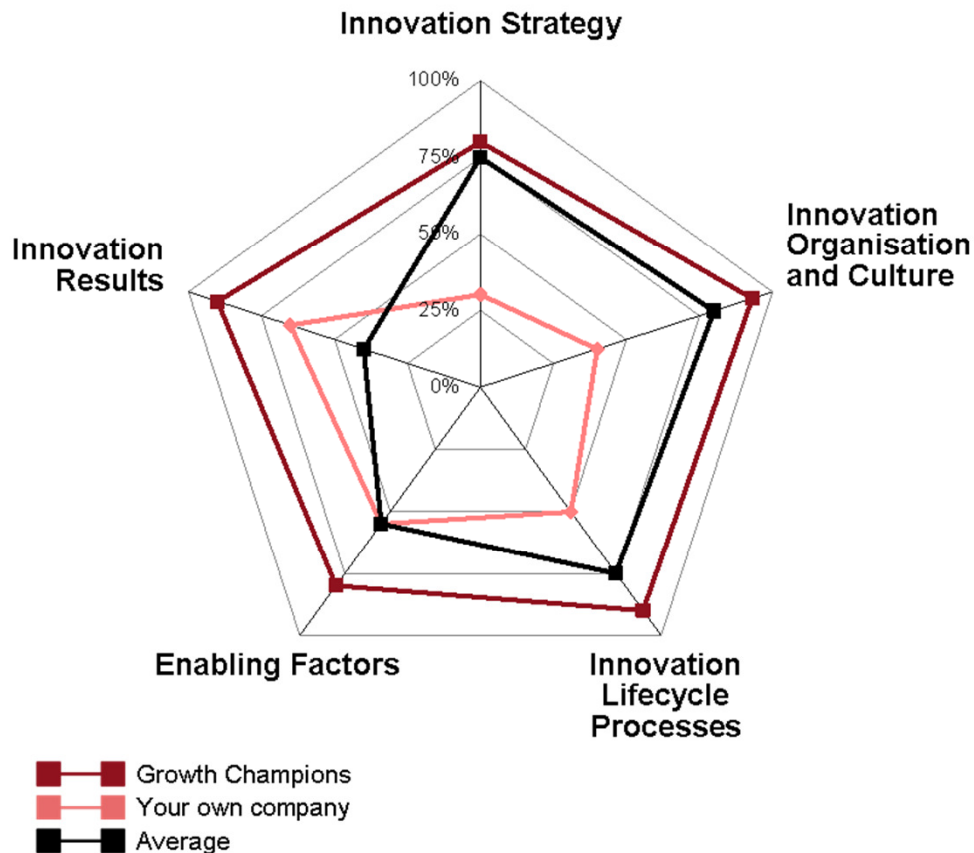 Innovation Strategy
100%
75%
50%
25%
0%
Innovation
Organisation
and Culture
Innovation
Results
Enabling Factors
Innovation
Lifecycle
Processes
Growth Champions
Your own company
Average